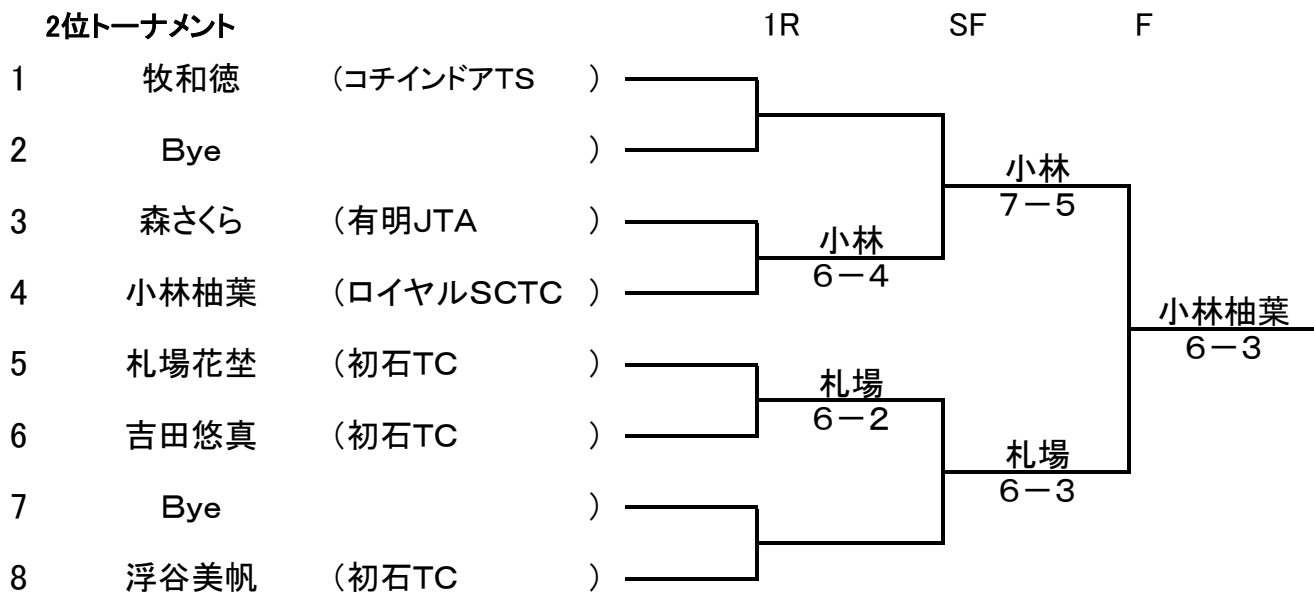 2位トーナメント 1R SF F
1 牧和徳 （コチインドアTS ）
2 Bye ）
小林
7－5
3 森さくら （有明JTA ）
小林
6－4
4 小林柚葉 （ロイヤルSCTC ）
小林柚葉
6－3
5 札場花埜 （初石TC ）
札場
6－2
6 吉田悠真 （初石TC ）
札場
6－3
7 Bye ）
8 浮谷美帆 （初石TC ）